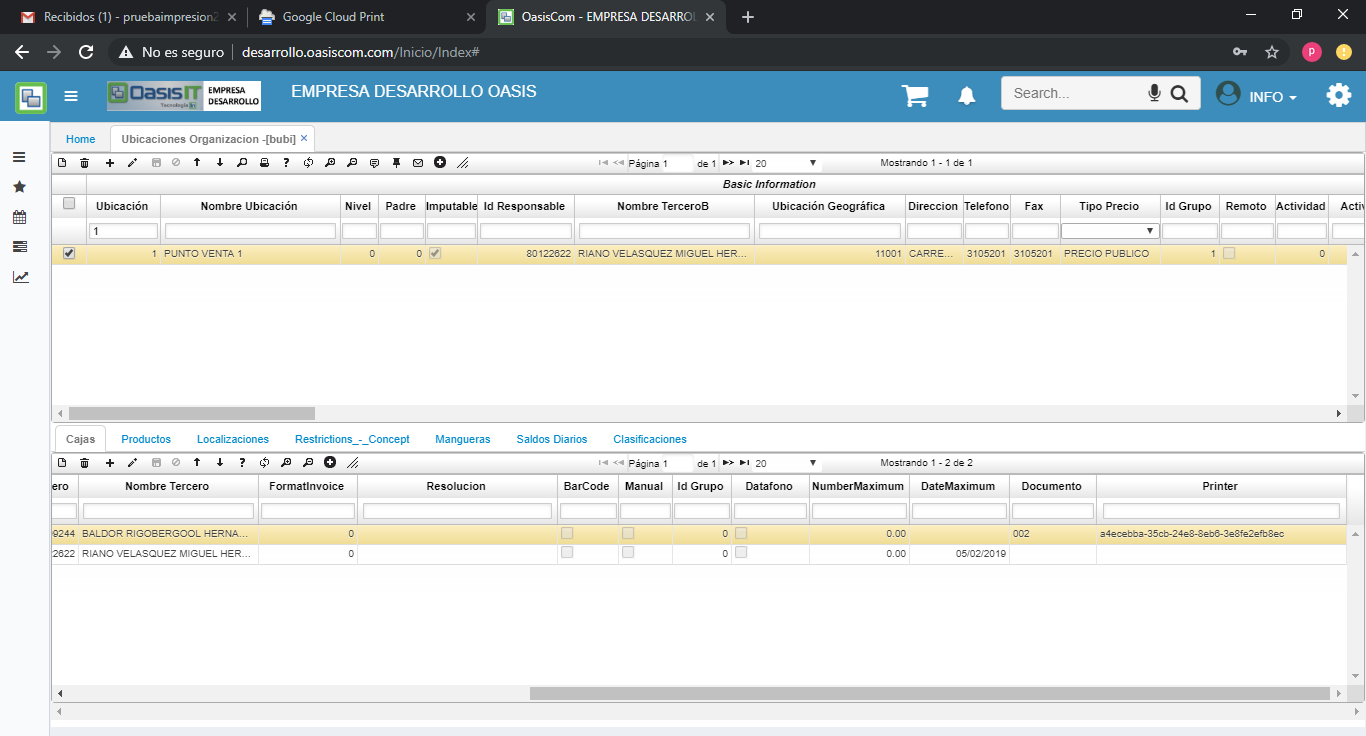 Recibidos (1) - pruebaimpresion2
Google Cloud Print
OasisCom - EMPRESA DESARROL
No es seguro
desarrollo.oasiscom.com/Inicio/Index#
P
OasisIT
Tecnología
EMPRESA
DESARROLLO
EMPRESA DESARROLLO OASIS
Search...
INFO
Home
Ubicaciones Organizacion -[bubi]
Página 1 de 1 20
Mostrando 1 - 1 de 1
Basic Information
Ubicación Nombre Ubicación Nivel Padre Imputable Id Responsable Nombre TerceroB Ubicación Geográfica Direccion Telefono Fax Tipo Precio Id Grupo Remoto Actividad Activ
1
1 PUNTO VENTA 1 0 0 80122622 RIANO VELASQUEZ MIGUEL HER... 11001 CARRE... 3105201 3105201 PRECIO PUBLICO 1 0
Cajas Productos Localizaciones Restrictions_-_Concept Mangueras Saldos Diarios Clasificaciones
Página 1 de 1 20
Mostrando 1 - 2 de 2
ero Nombre Tercero FormatInvoice Resolucion BarCode Manual Id Grupo Datafono NumberMaximum DateMaximum Documento Printer
9244 BALDOR RIGOBERGOOL HERNA... 0 0 0.00 002 a4ecebba-35cb-24e8-8eb6-3e8fe2efb8ec
2622 RIANO VELASQUEZ MIGUEL HER... 0 0 0.00 05/02/2019